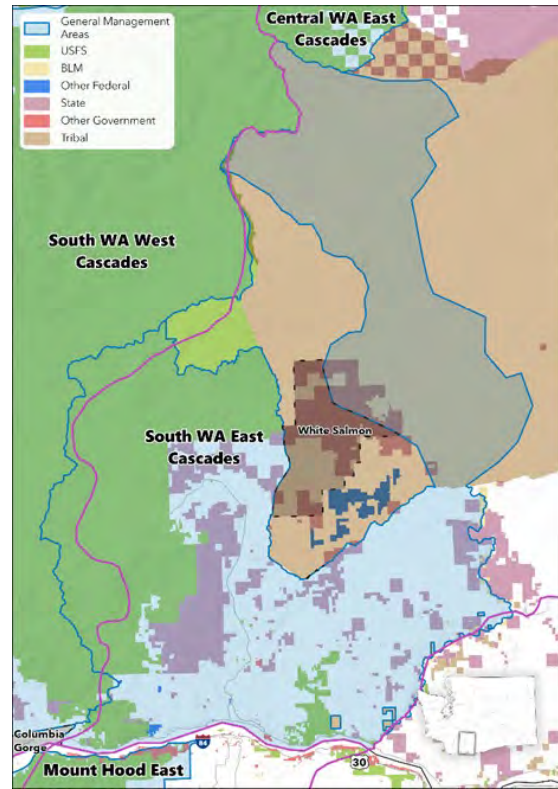 General Management
Areas
USFS
BLM
Other Federal
State
Other Government
Tribal
Central WA East
Cascades
South WA West
Cascades
South WA East
Cascades
White Salmon
Columbia
Gorge
Mount Hood East
84
30